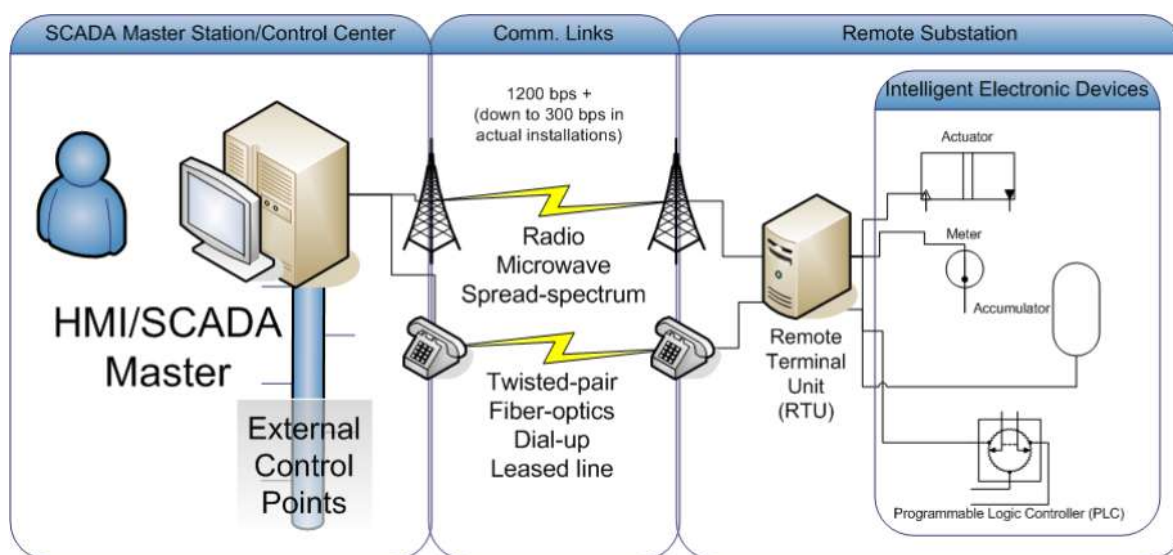 SCADA Master Station/Control Center
Comm. Links
Remote Substation
1200 bps +
(down to 300 bps in
actual installations)
Intelligent Electronic Devices
Actuator
Radio
Microwave
Spread-spectrum
Meter
Accumulator
HMI/SCADA
Master
Remote
Terminal
Unit
(RTU)
Twisted-pair
Fiber-optics
Dial-up
Leased line
External
Control
Points
Programmable Logic Controller (PLC)